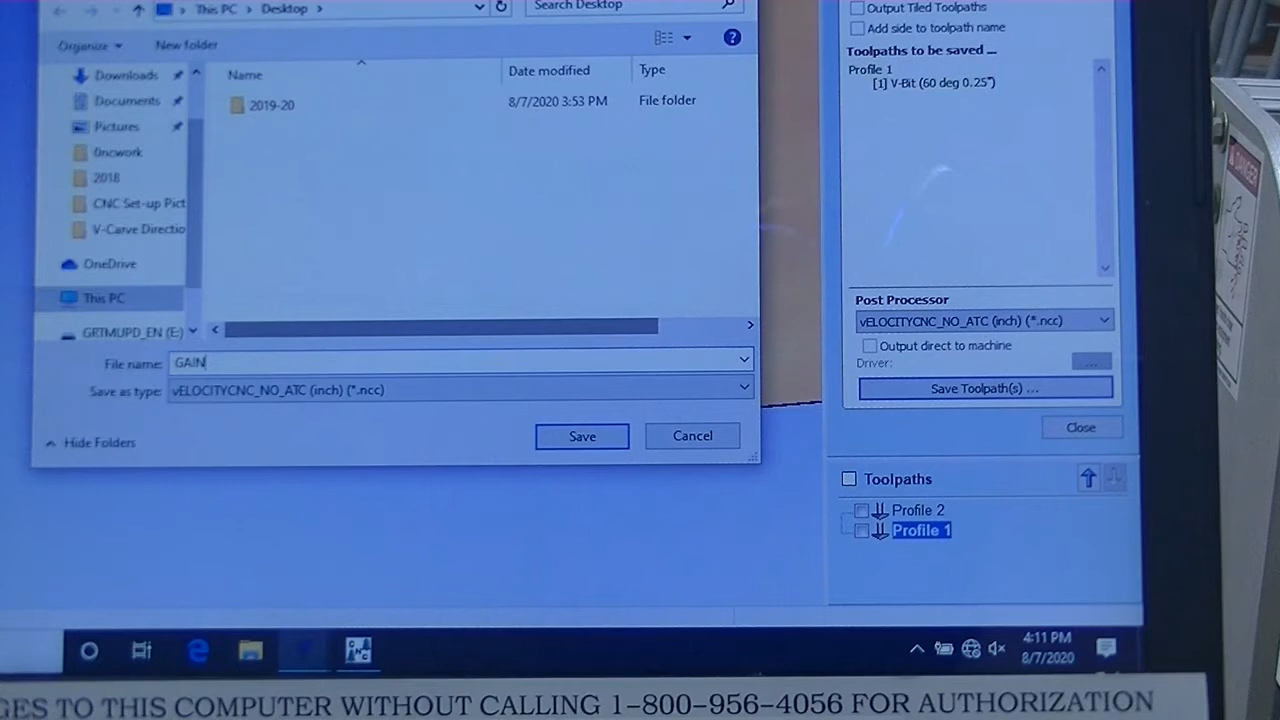 This PC > Desktop >
Search Desktop
Organize
New folder
Downloads
Documents
Pictures
0ncwork
2018
CNC Set-up Pict
V-Carve Directio
OneDrive
This PC
GRTMUPD_EN (E:)
Name
Date modified
Type
2019-20
8/7/2020 3:53 PM
File folder
File name: GAIN
Save as type: vELOCITYCNC_NO_ATC (inch) (*.ncc)
Hide Folders
Save
Cancel
Output Tiled Toolpaths
Add side to toolpath name
Toolpaths to be saved ...
Profile 1
[1] V-Bit (60 deg 0.25")
Post Processor
vELOCITYCNC_NO_ATC (inch) (*.ncc)
Output direct to machine
Driver:
...
Save Toolpath(s) ...
Close
Toolpaths
Profile 2
Profile 1
4:11 PM
8/7/2020
DANGER
GES TO THIS COMPUTER WITHOUT CALLING 1-800-956-4056 FOR AUTHORIZATION